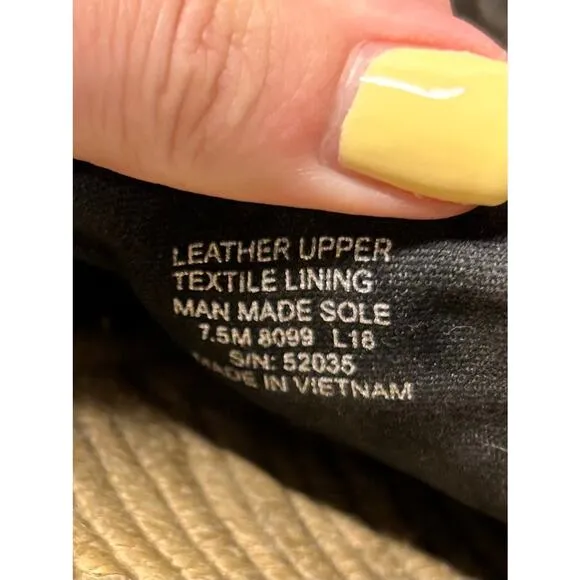 LEATHER UPPER
TEXTILE LINING
MAN MADE SOLE
7.5M 8099 L18
S/N: 52035
MADE IN VIETNAM